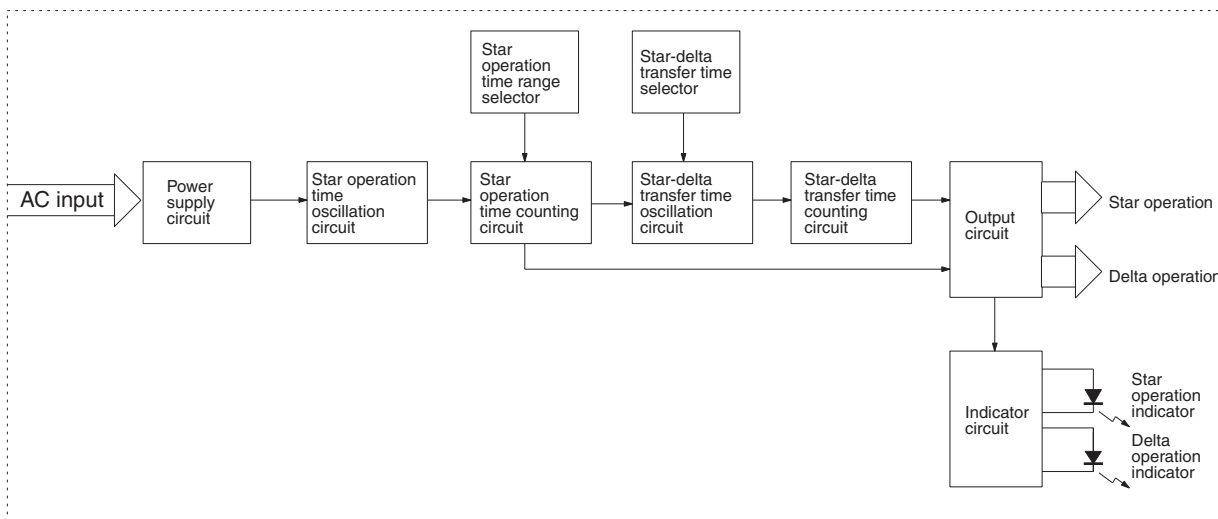 Star
operation
time range
selector
Star-delta
transfer time
selector
AC input
Power
supply
circuit
Star operation
time
oscillation
circuit
Star
operation
time counting
circuit
Star-delta
transfer time
oscillation
circuit
Star-delta
transfer time
counting
circuit
Output
circuit
Star operation
Delta operation
Indicator
circuit
Star
operation
indicator
Delta
operation
indicator